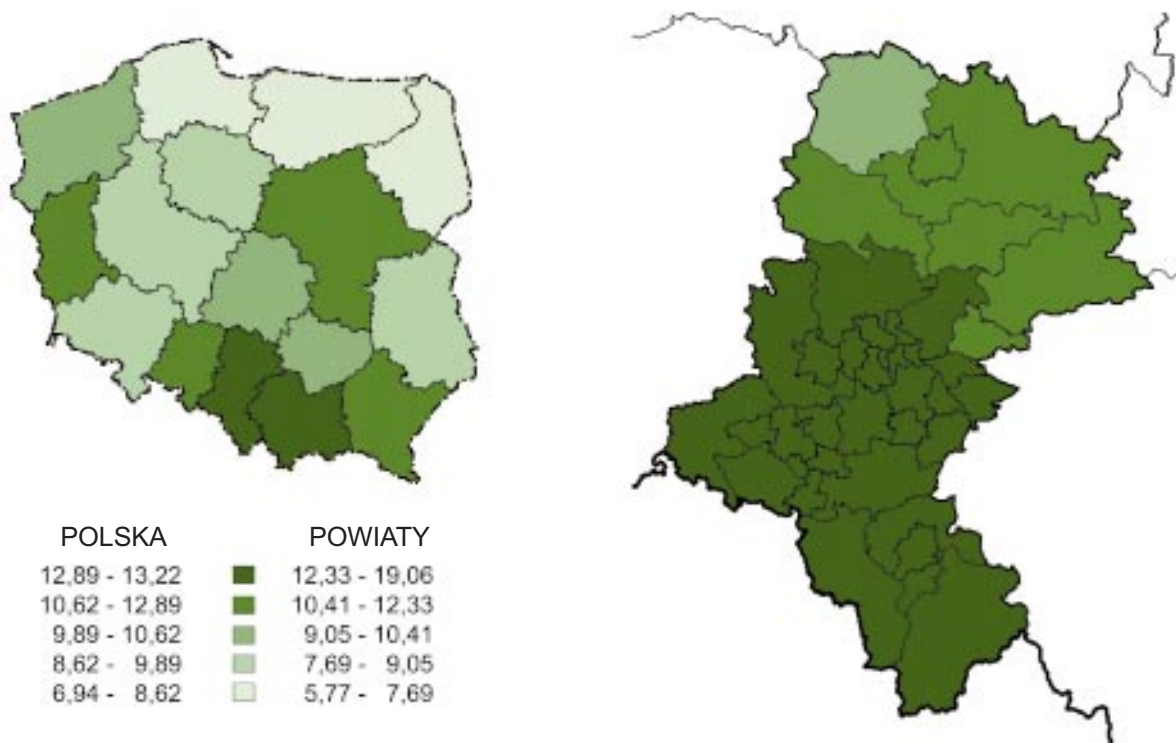 POLSKA POWIATY
12,89 - 13,22 12,33 - 19,06
10,62 - 12,89 10,41 - 12,33
9,89 - 10,62 9,05 - 10,41
8,62 - 9,89 7,69 - 9,05
6,94 - 8,62 5,77 - 7,69